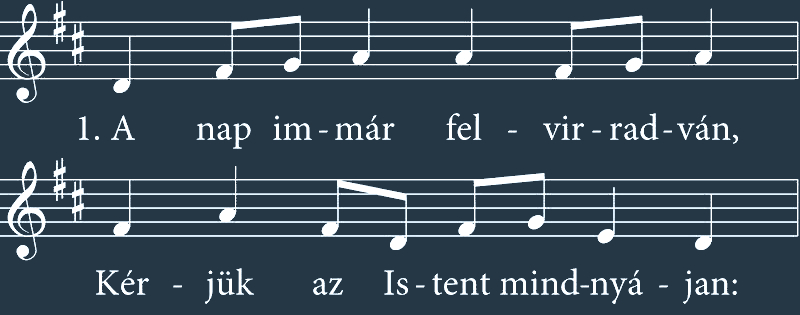 1. A nap im - már fel - vir - rad - ván,
Kér - jük az Is - tent mind-nyá - jan: